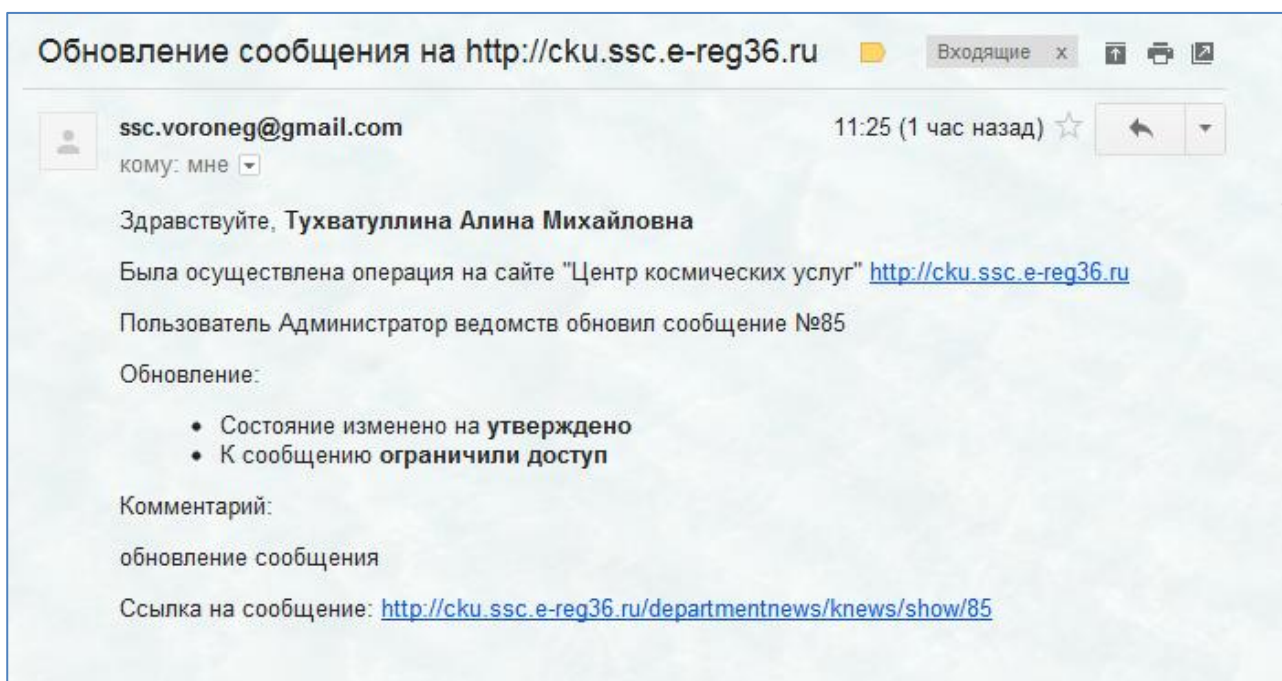 Обновление сообщения на http://cku.ssc.e-reg36.ru
Входящие x
ssc.voroneg@gmail.com
11:25 (1 час назад)
кому: мне
Здравствуйте, Тухватуллина Алина Михайловна
Была осуществлена операция на сайте "Центр космических услуг" http://cku.ssc.e-reg36.ru
Пользователь Администратор ведомств обновил сообщение №85
Обновление:
• Состояние изменено на утверждено
• К сообщению ограничили доступ
Комментарий:
обновление сообщения
Ссылка на сообщение: http://cku.ssc.e-reg36.ru/departmentnews/knews/show/85